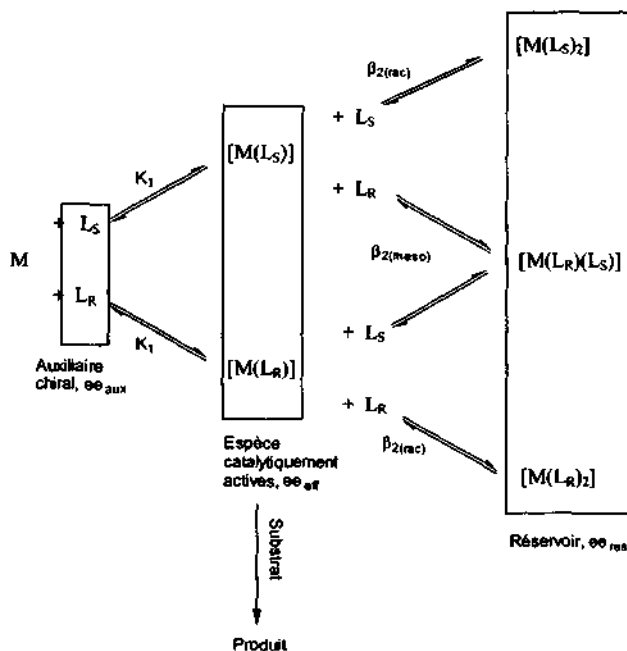 [M(L_S)_2]
β_2(rac)
+ L_S
[M(L_S)]
K_1
+ L_R
+ L_S
M
β_2(meso)
[M(L_R)(L_S)]
+ L_R
K_1
+ L_S
[M(L_R)]
Auxiliaire
chiral, ee_aux
+ L_R
β_2(rac)
Espèce
catalytiquement
actives, ee_eff
[M(L_R)_2]
Réservoir, ee_res
Substrat
Produit